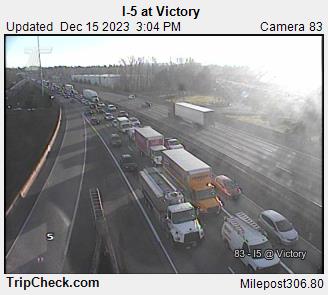 I-5 at Victory
Updated Dec 15 2023 3:04 PM Camera 83
S
83 - I5 @ Victory
TripCheck.com Milepost306.80